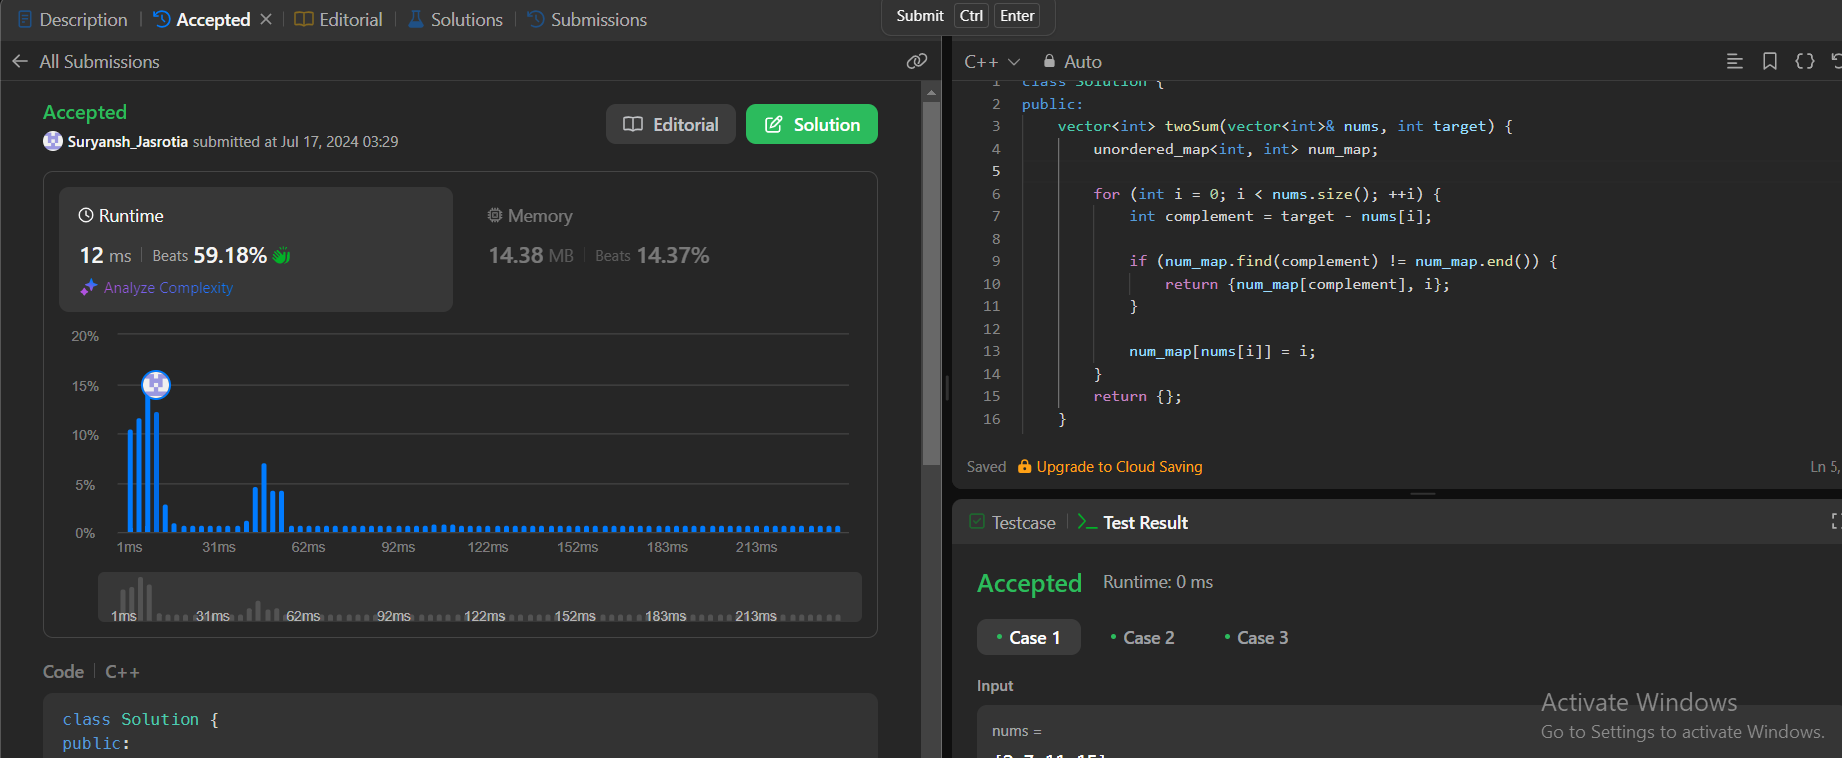 Description
Accepted
Editorial
Solutions
Submissions
Submit Ctrl Enter
All Submissions
Accepted
Suryansh_Jasrotia submitted at Jul 17, 2024 03:29
Editorial
Solution
Runtime
12 ms Beats 59.18%
Analyze Complexity
Memory
14.38 MB Beats 14.37%
20%
15%
10%
5%
0%
1ms 31ms 62ms 92ms 122ms 152ms 183ms 213ms
1ms 31ms 62ms 92ms 122ms 152ms 183ms 213ms
Code C++
class Solution {
public:
C++ Auto
1 class Solution {
2 public:
3 vector<int> twoSum(vector<int>& nums, int target) {
4 unordered_map<int, int> num_map;
5
6 for (int i = 0; i < nums.size(); ++i) {
7 int complement = target - nums[i];
8
9 if (num_map.find(complement) != num_map.end()) {
10 return {num_map[complement], i};
11 }
12
13 num_map[nums[i]] = i;
14 }
15 return {};
16 }
Saved Upgrade to Cloud Saving
Ln 5,
Testcase
Test Result
Accepted Runtime: 0 ms
Case 1 Case 2 Case 3
Input
nums =
[2,7,11,15]
Activate Windows
Go to Settings to activate Windows.